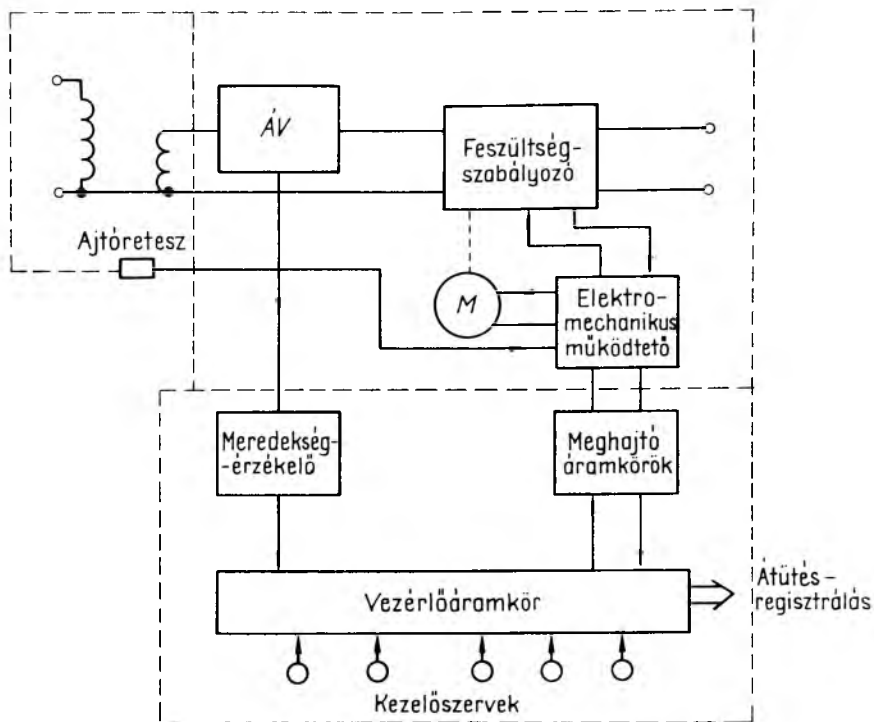 ÁV
Feszültség-
szabályozó
Ajtóretesz
M
Elektro-
mechanikus
működtető
Meredekség-
-érzékelő
Meghajtó
áramkörök
Vezérlőáramkör
Átütés-
regisztrálás
Kezelőszervek